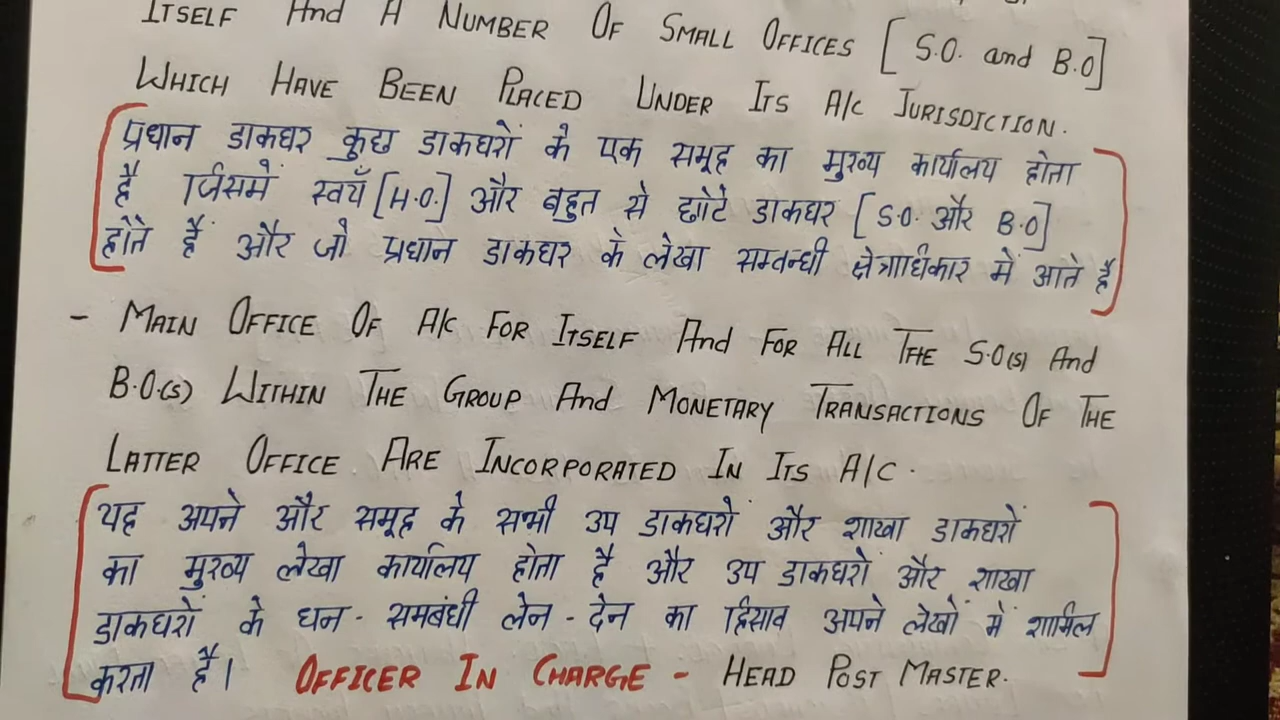 ITSELF And A NUMBER OF SMALL OFFICES [S.O. and B.O]
WHICH HAVE BEEN PLACED UNDER ITS A/C JURISDICTION.
प्रधान डाकघर कुछ डाकघरों के एक समूह का मुख्य कार्यालय होता
है जिसमें स्वयँ [H.O.] और बहुत से छोटे डाकघर [S.O. और B.O]
होते हैं और जो प्रधान डाकघर के लेखा सम्बन्धी क्षेत्राधिकार में आते हैं
- MAIN OFFICE OF A/C FOR ITSELF And FOR ALL THE S.O(s) And
B.O.(s) WITHIN THE GROUP And MONETARY TRANSACTIONS OF THE
LATTER OFFICE ARE INCORPORATED IN ITS A/C.
यह अपने और समूह के सभी उप डाकघरों और शाखा डाकघरों
का मुख्य लेखा कार्यालय होता है और उप डाकघरों और शाखा
डाकघरों के धन - समबंधी लेन - देन का हिसाब अपने लेखों में शामिल
करता है। OFFICER IN CHARGE - HEAD POST MASTER.